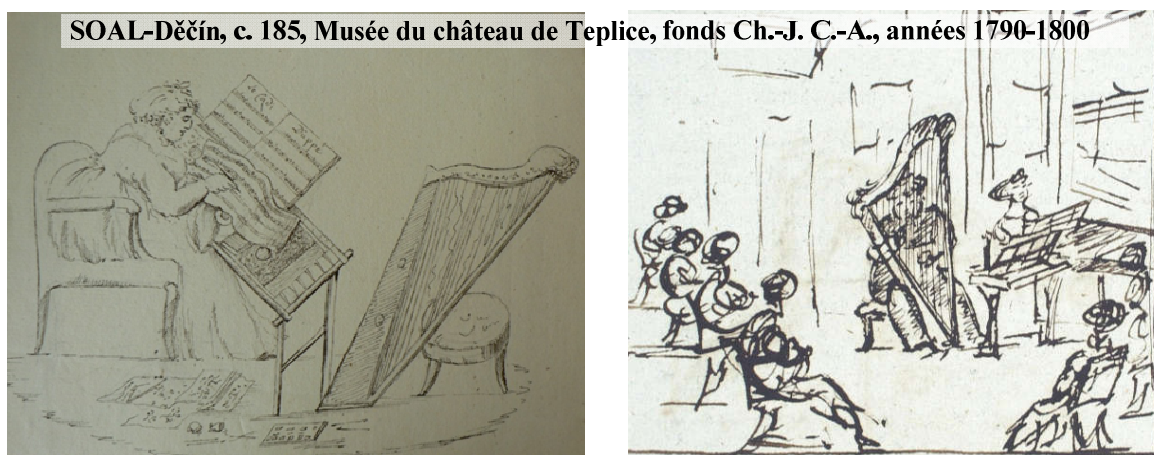 SOAL-Děčín, c. 185, Musée du château de Teplice, fonds Ch.-J. C.-A., années 1790-1800